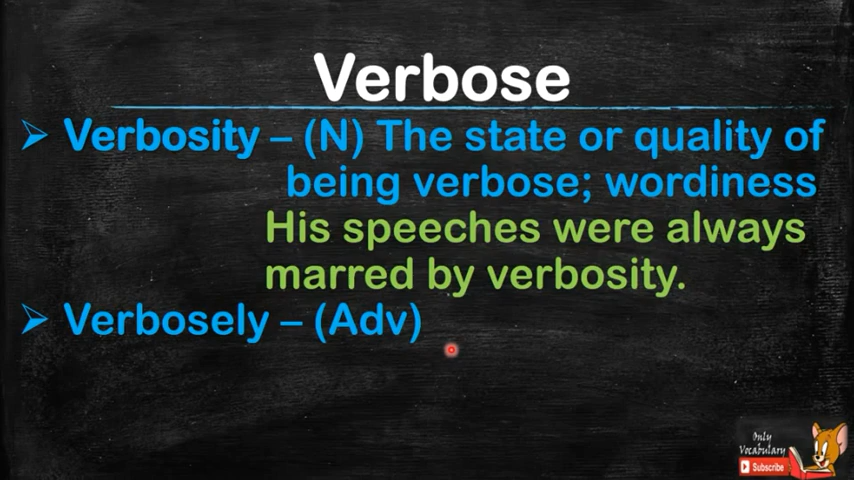 Verbose
➢ Verbosity – (N) The state or quality of
being verbose; wordiness
His speeches were always
marred by verbosity.
➢ Verbosely – (Adv)
Only
Vocabulary
Subscribe